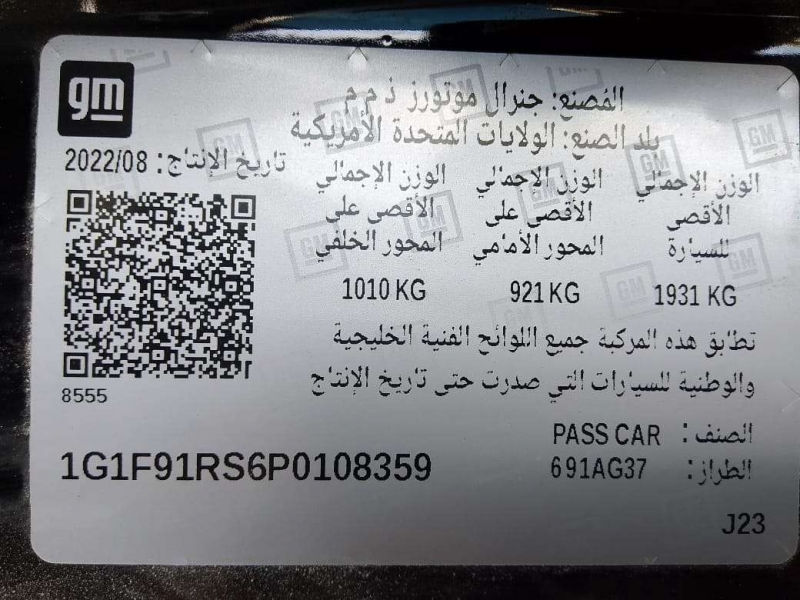 gm
المصنع: جنرال موتورز ذ م م
بلد الصنع: الولايات المتحدة الأمريكية
تاريخ الإنتاج: 2022/08
الوزن الإجمالي الوزن الإجمالي الوزن الإجمالي
الأقصى الأقصى على الأقصى على
للسيارة المحور الأمامي المحور الخلفي
1931 KG 921 KG 1010 KG
تطابق هذه المركبة جميع اللوائح الفنية الخليجية
والوطنية للسيارات التي صدرت حتى تاريخ الإنتاج
8555
الصنف: PASS CAR
1G1F91RS6P0108359
الطراز: 691AG37
J23